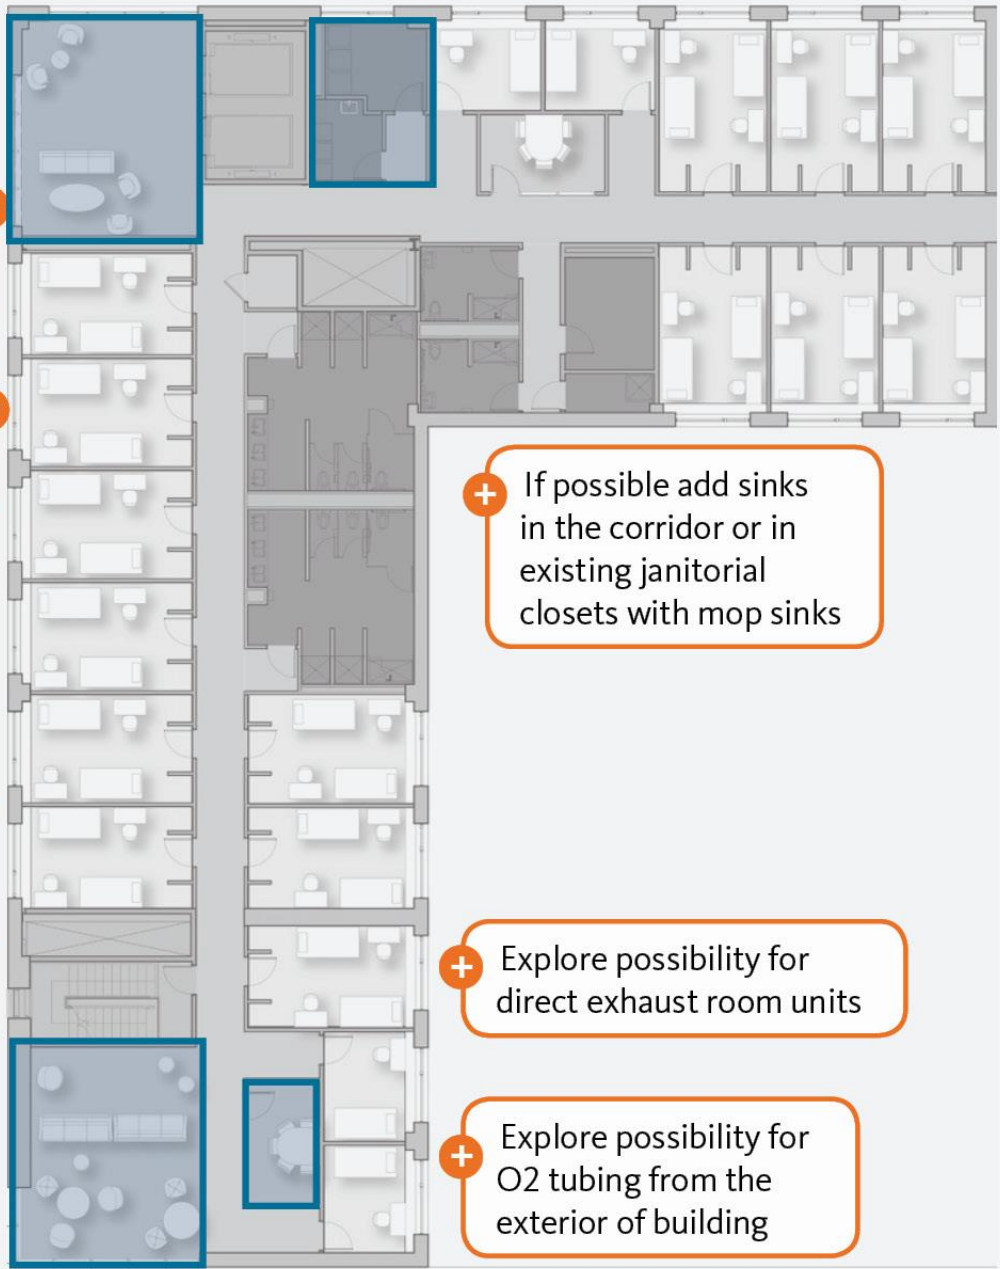 If possible add sinks
in the corridor or in
existing janitorial
closets with mop sinks
Explore possibility for
direct exhaust room units
Explore possibility for
O2 tubing from the
exterior of building